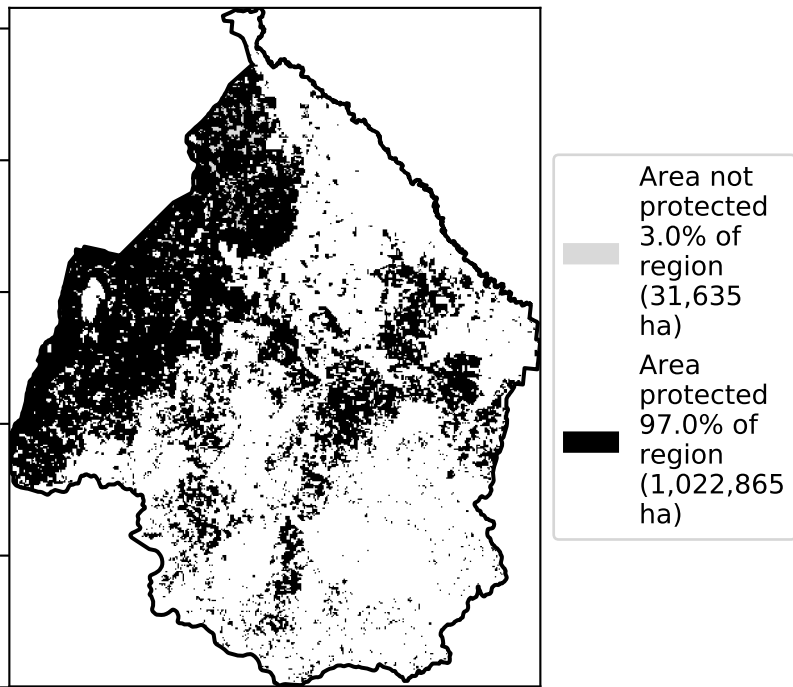 Area not
protected
3.0% of
region
(31,635
ha)
Area
protected
97.0% of
region
(1,022,865
ha)